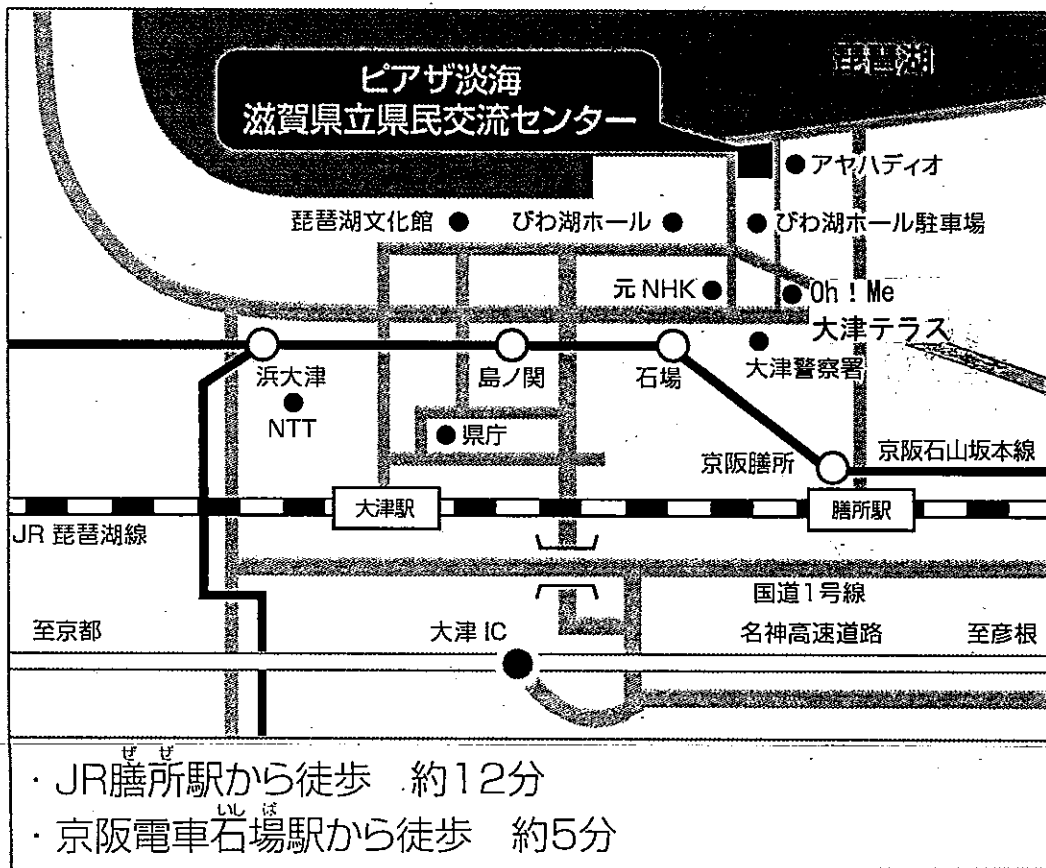 琵琶湖
ピアザ淡海
滋賀県立県民交流センター
アヤハディオ
琵琶湖文化館
びわ湖ホール
びわ湖ホール駐車場
元 NHK
Oh！Me
大津テラス
浜大津
島ノ関
石場
大津警察署
NTT
県庁
京阪膳所
京阪石山坂本線
大津駅
膳所駅
JR 琵琶湖線
国道1号線
至京都
大津 IC
名神高速道路
至彦根
ぜ ぜ
・JR膳所駅から徒歩 約12分
いし ば
・京阪電車石場駅から徒歩 約5分